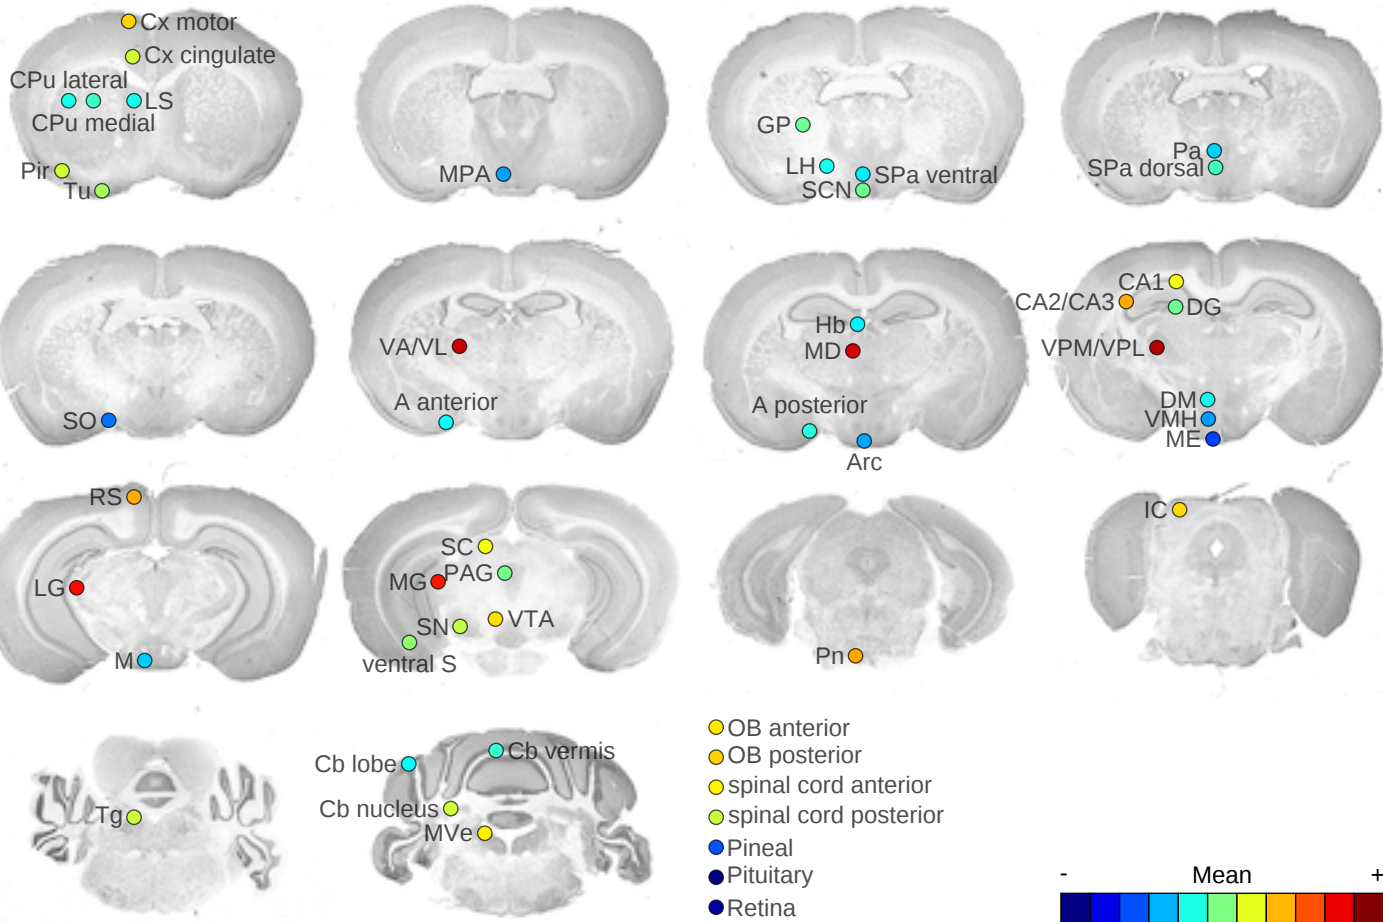 Cx motor
Cx cingulate
CPu lateral
LS
CPu medial
Pir
Tu
MPA
GP
LH
SPa ventral
SCN
Pa
SPa dorsal
SO
VA/VL
A anterior
Hb
MD
A posterior
Arc
CA1
CA2/CA3
DG
VPM/VPL
DM
VMH
ME
RS
LG
M
SC
MG
PAG
SN
VTA
ventral S
Pn
IC
Tg
Cb lobe
Cb vermis
Cb nucleus
MVe
OB anterior
OB posterior
spinal cord anterior
spinal cord posterior
Pineal
Pituitary
Retina
- Mean +